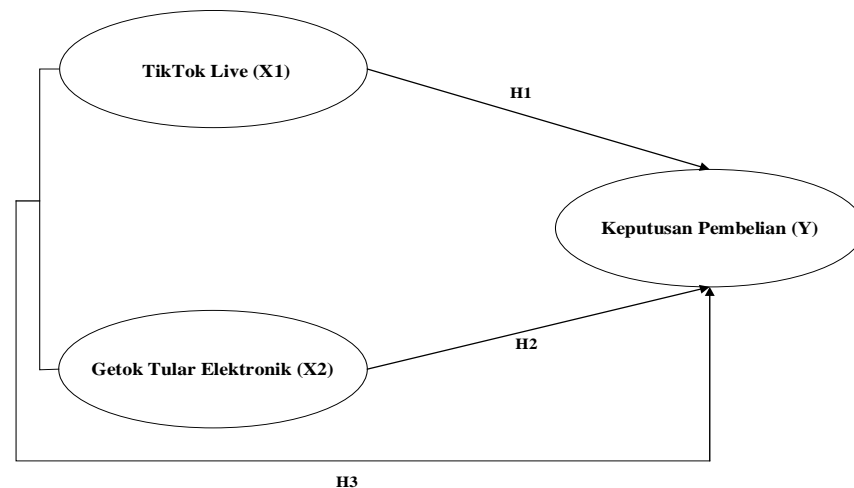 TikTok Live (X1)
H1
Keputusan Pembelian (Y)
H2
Getok Tular Elektronik (X2)
H3